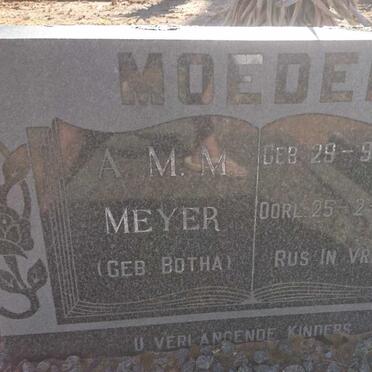 MOEDE
A. M. M.
MEYER
(GEB BOTHA)
GEB 29-9
OORL 25-2
RUS IN VR
U VERLANGENDE KINDERS